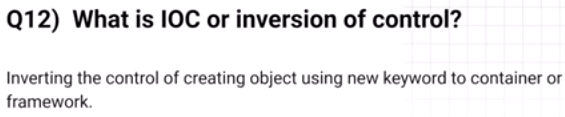 Q12) What is IOC or inversion of control?
Inverting the control of creating object using new keyword to container or
framework.